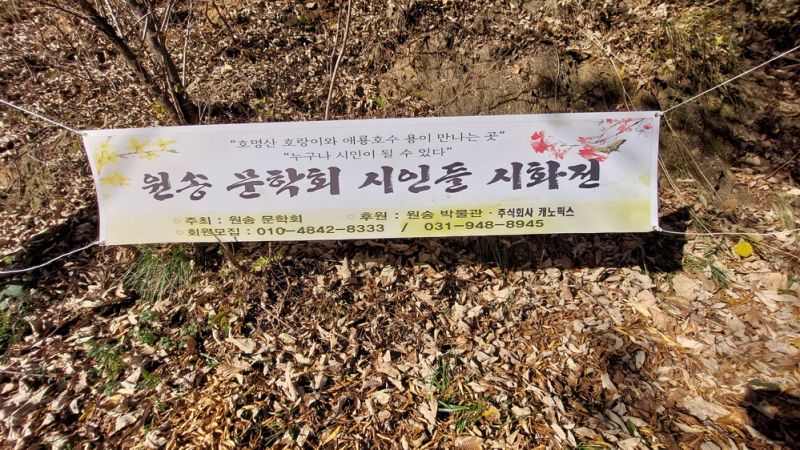 “호명산 호랑이와 애룡호수 용이 만나는 곳”
“누구나 시인이 될 수 있다”
원송 문학회 시인들 시화전
○주최 : 원송 문학회 ○후원 : 원송 박물관 · 주식회사 캐노픽스
○회원모집 : 010-4842-8333 / 031-948-8945